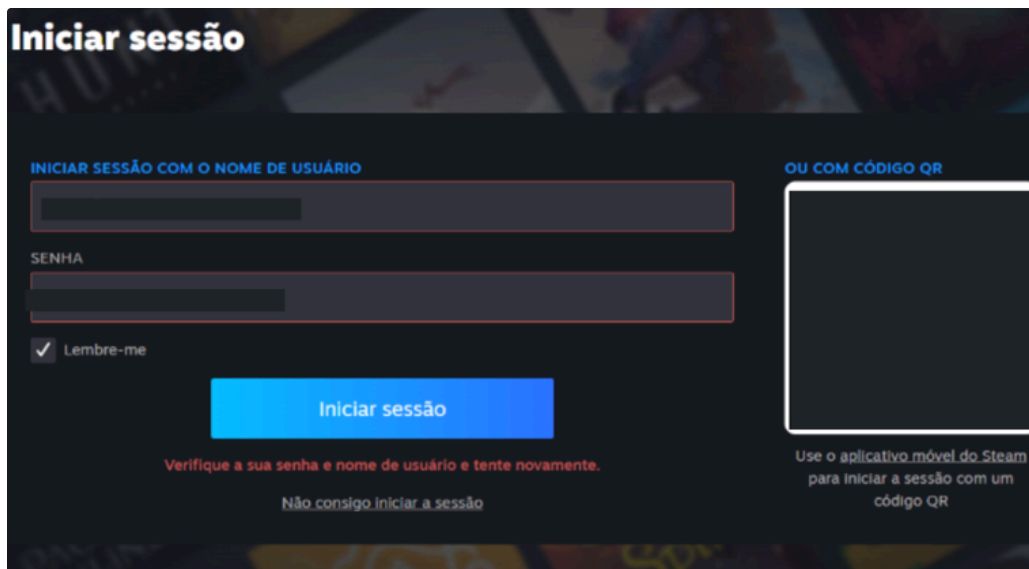 Iniciar sessão
INICIAR SESSÃO COM O NOME DE USUÁRIO
SENHA
Lembre-me
Iniciar sessão
Verifique a sua senha e nome de usuário e tente novamente.
Não consigo iniciar a sessão
OU COM CÓDIGO QR
Use o aplicativo móvel do Steam
para iniciar a sessão com um
código QR